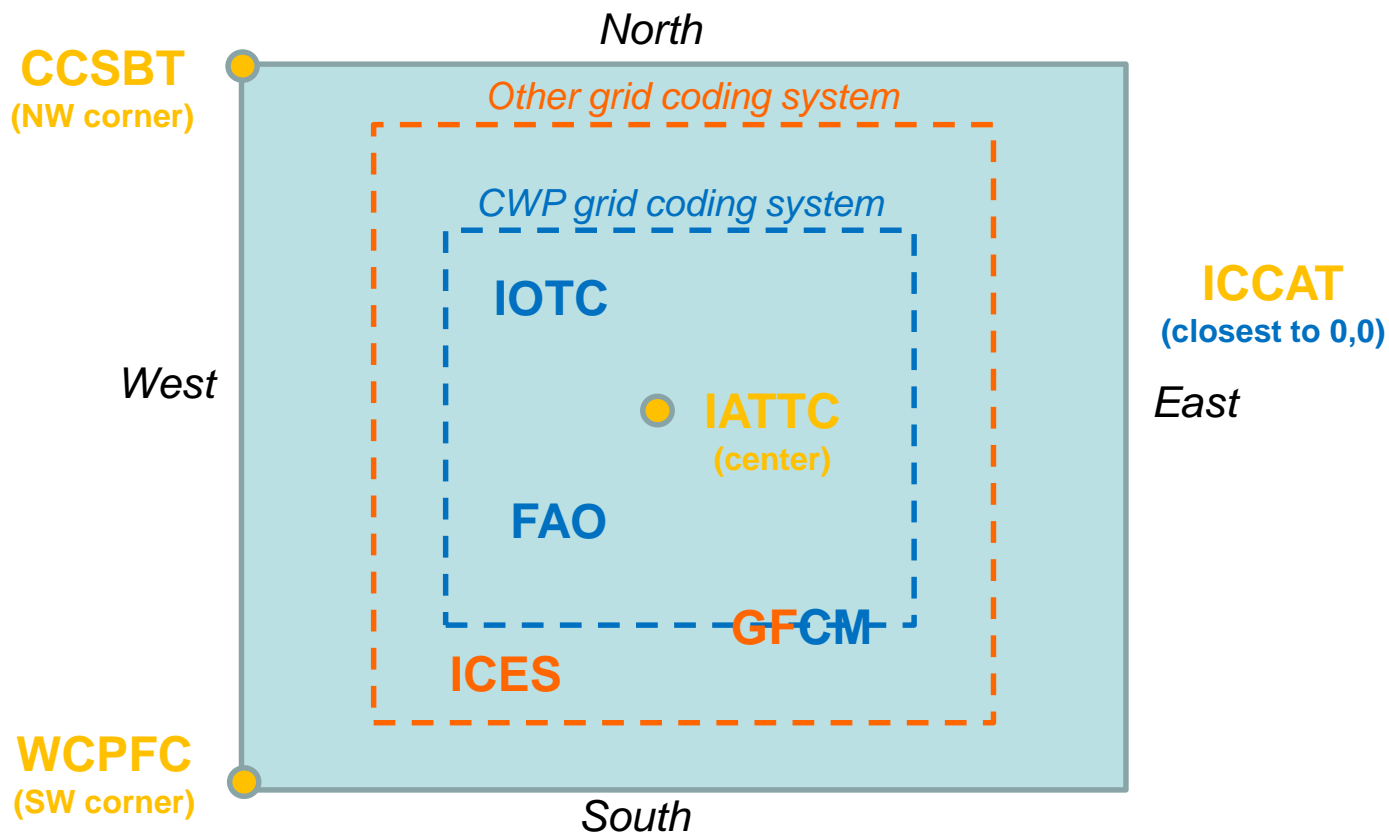 North
CCSBT
(NW corner)
Other grid coding system
CWP grid coding system
IOTC
ICCAT
(closest to 0,0)
West
IATTC
(center)
East
FAO
GFCM
ICES
WCPFC
(SW corner)
South